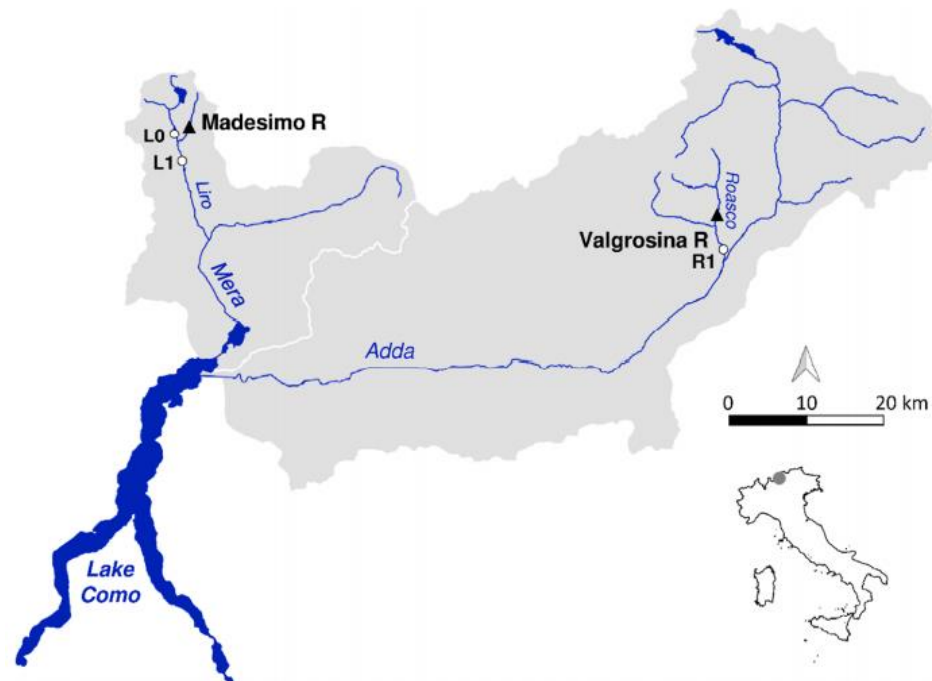 Madesimo R
L0
L1
Liro
Roasco
Valgrosina R
R1
Mera
Adda
0 10 20 km
Lake
Como